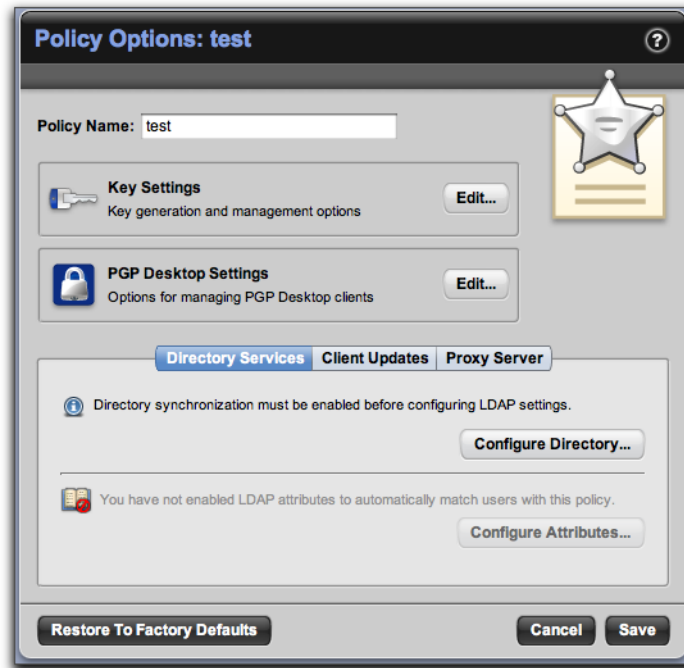 Policy Options: test
?
Policy Name: test
Key Settings
Key generation and management options
Edit...
PGP Desktop Settings
Options for managing PGP Desktop clients
Edit...
Directory Services Client Updates Proxy Server
Directory synchronization must be enabled before configuring LDAP settings.
Configure Directory...
You have not enabled LDAP attributes to automatically match users with this policy.
Configure Attributes...
Restore To Factory Defaults Cancel Save